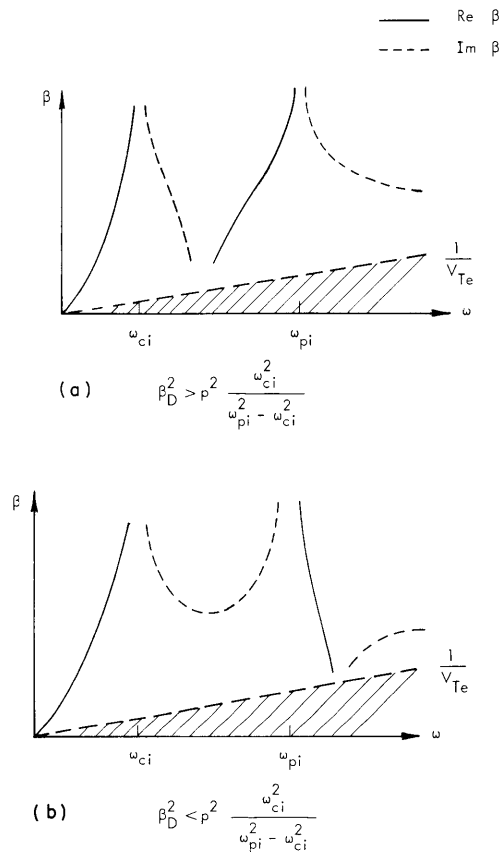 Re β
Im β
β
1
V_Te
ω
ω_ci
ω_pi
(a) β_D^2 > p^2 ω_ci^2 / (ω_pi^2 - ω_ci^2)
β
1
V_Te
ω
ω_ci
ω_pi
(b) β_D^2 < p^2 ω_ci^2 / (ω_pi^2 - ω_ci^2)